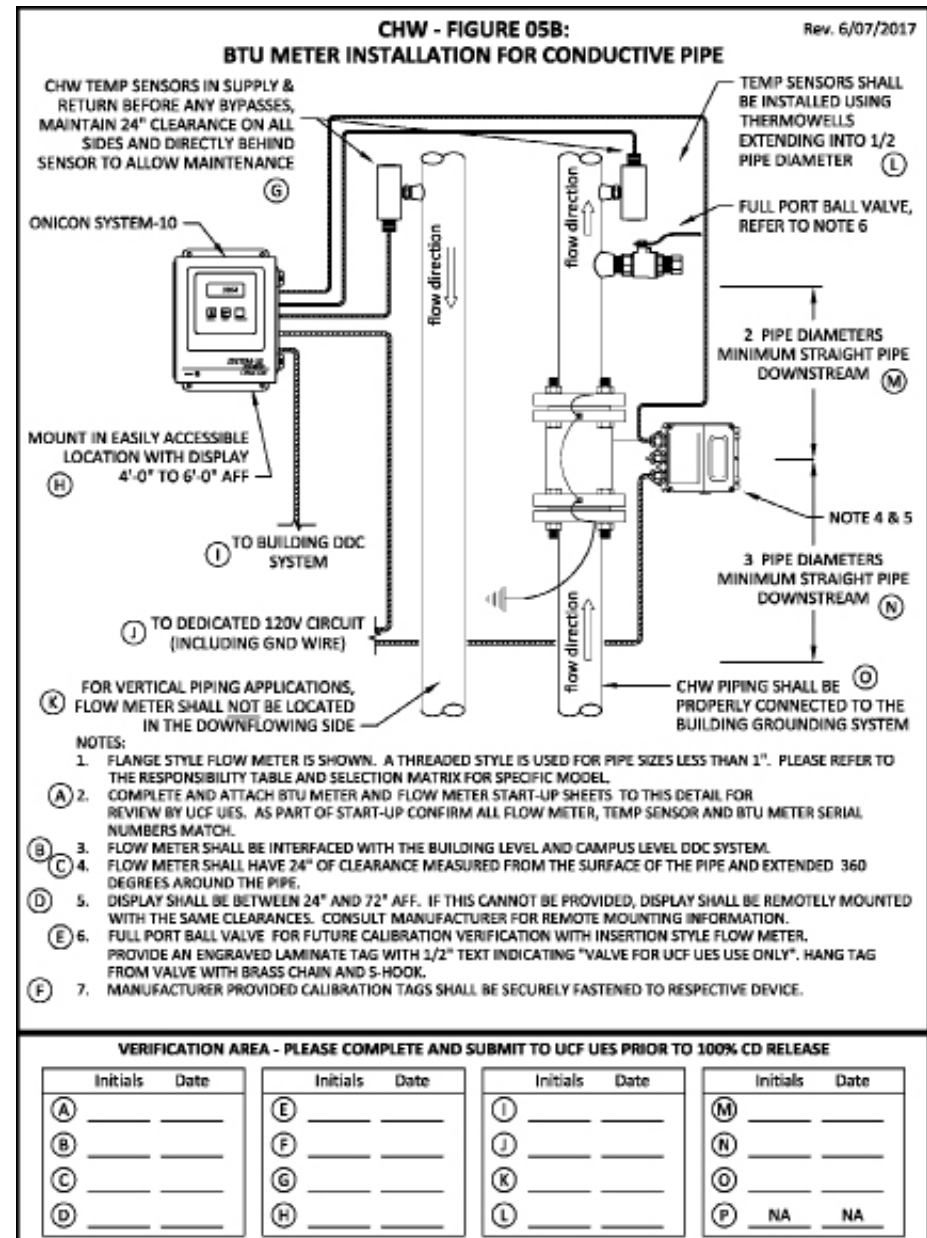 CHW - FIGURE 05B:
Rev. 6/07/2017
BTU METER INSTALLATION FOR CONDUCTIVE PIPE
CHW TEMP SENSORS IN SUPPLY &
RETURN BEFORE ANY BYPASSES,
MAINTAIN 24" CLEARANCE ON ALL
SIDES AND DIRECTLY BEHIND
SENSOR TO ALLOW MAINTENANCE
G
TEMP SENSORS SHALL
BE INSTALLED USING
THERMOWELLS
EXTENDING INTO 1/2
PIPE DIAMETER L
FULL PORT BALL VALVE,
REFER TO NOTE 6
ONICON SYSTEM-10
flow direction
flow direction
2 PIPE DIAMETERS
MINIMUM STRAIGHT PIPE
DOWNSTREAM M
MOUNT IN EASILY ACCESSIBLE
LOCATION WITH DISPLAY
H 4'-0" TO 6'-0" AFF
NOTE 4 & 5
I TO BUILDING DDC
SYSTEM
3 PIPE DIAMETERS
MINIMUM STRAIGHT PIPE
DOWNSTREAM N
J TO DEDICATED 120V CIRCUIT
(INCLUDING GND WIRE)
flow direction
K FOR VERTICAL PIPING APPLICATIONS,
FLOW METER SHALL NOT BE LOCATED
IN THE DOWNFLOWING SIDE
CHW PIPING SHALL BE O
PROPERLY CONNECTED TO THE
BUILDING GROUNDING SYSTEM
NOTES:
1. FLANGE STYLE FLOW METER IS SHOWN. A THREADED STYLE IS USED FOR PIPE SIZES LESS THAN 1". PLEASE REFER TO
THE RESPONSIBILITY TABLE AND SELECTION MATRIX FOR SPECIFIC MODEL.
A 2. COMPLETE AND ATTACH BTU METER AND FLOW METER START-UP SHEETS TO THIS DETAIL FOR
REVIEW BY UCF UES. AS PART OF START-UP CONFIRM ALL FLOW METER, TEMP SENSOR AND BTU METER SERIAL
NUMBERS MATCH.
B 3. FLOW METER SHALL BE INTERFACED WITH THE BUILDING LEVEL AND CAMPUS LEVEL DDC SYSTEM.
C 4. FLOW METER SHALL HAVE 24" OF CLEARANCE MEASURED FROM THE SURFACE OF THE PIPE AND EXTENDED 360
DEGREES AROUND THE PIPE.
D 5. DISPLAY SHALL BE BETWEEN 24" AND 72" AFF. IF THIS CANNOT BE PROVIDED, DISPLAY SHALL BE REMOTELY MOUNTED
WITH THE SAME CLEARANCES. CONSULT MANUFACTURER FOR REMOTE MOUNTING INFORMATION.
E 6. FULL PORT BALL VALVE FOR FUTURE CALIBRATION VERIFICATION WITH INSERTION STYLE FLOW METER.
PROVIDE AN ENGRAVED LAMINATE TAG WITH 1/2" TEXT INDICATING "VALVE FOR UCF UES USE ONLY". HANG TAG
FROM VALVE WITH BRASS CHAIN AND S-HOOK.
F 7. MANUFACTURER PROVIDED CALIBRATION TAGS SHALL BE SECURELY FASTENED TO RESPECTIVE DEVICE.
VERIFICATION AREA - PLEASE COMPLETE AND SUBMIT TO UCF UES PRIOR TO 100% CD RELEASE
Initials Date Initials Date Initials Date Initials Date
A E I M
B F J N
C G K O
D H L P NA NA